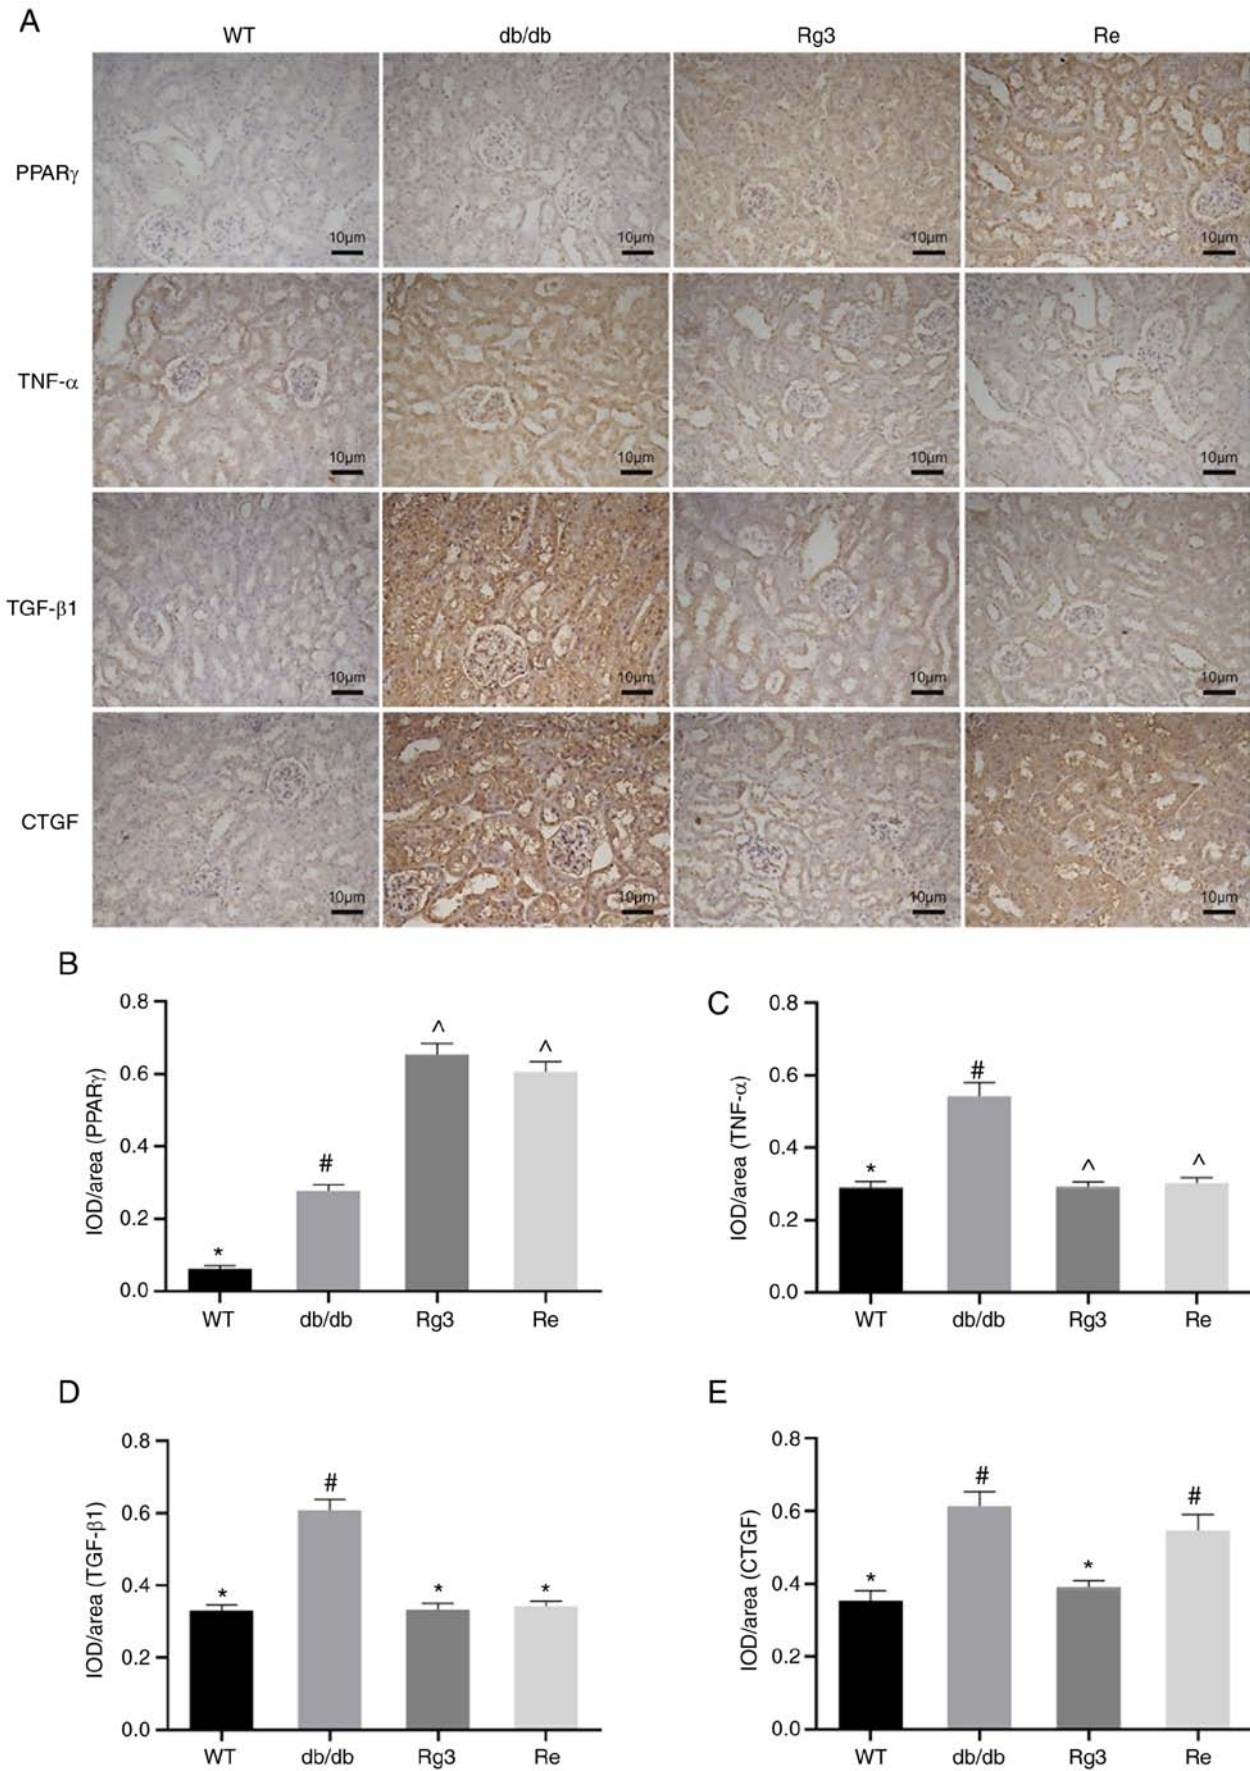 A
WT db/db Rg3 Re
PPARγ
10μm 10μm 10μm 10μm
TNF-α
10μm 10μm 10μm 10μm
TGF-β1
10μm 10μm 10μm 10μm
CTGF
10μm 10μm 10μm 10μm
B
IOD/area (PPARγ)
0.8
0.6
0.4
0.2
0.0
* # ^ ^
WT db/db Rg3 Re
C
IOD/area (TNF-α)
0.8
0.6
0.4
0.2
0.0
* # ^ ^
WT db/db Rg3 Re
D
IOD/area (TGF-β1)
0.8
0.6
0.4
0.2
0.0
* # * *
WT db/db Rg3 Re
E
IOD/area (CTGF)
0.8
0.6
0.4
0.2
0.0
* # * #
WT db/db Rg3 Re